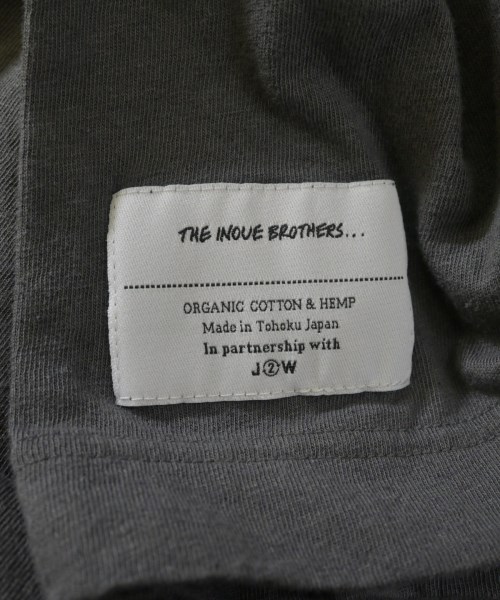 THE INOUE BROTHERS...
ORGANIC COTTON & HEMP
Made in Tohoku Japan
In partnership with
J②W